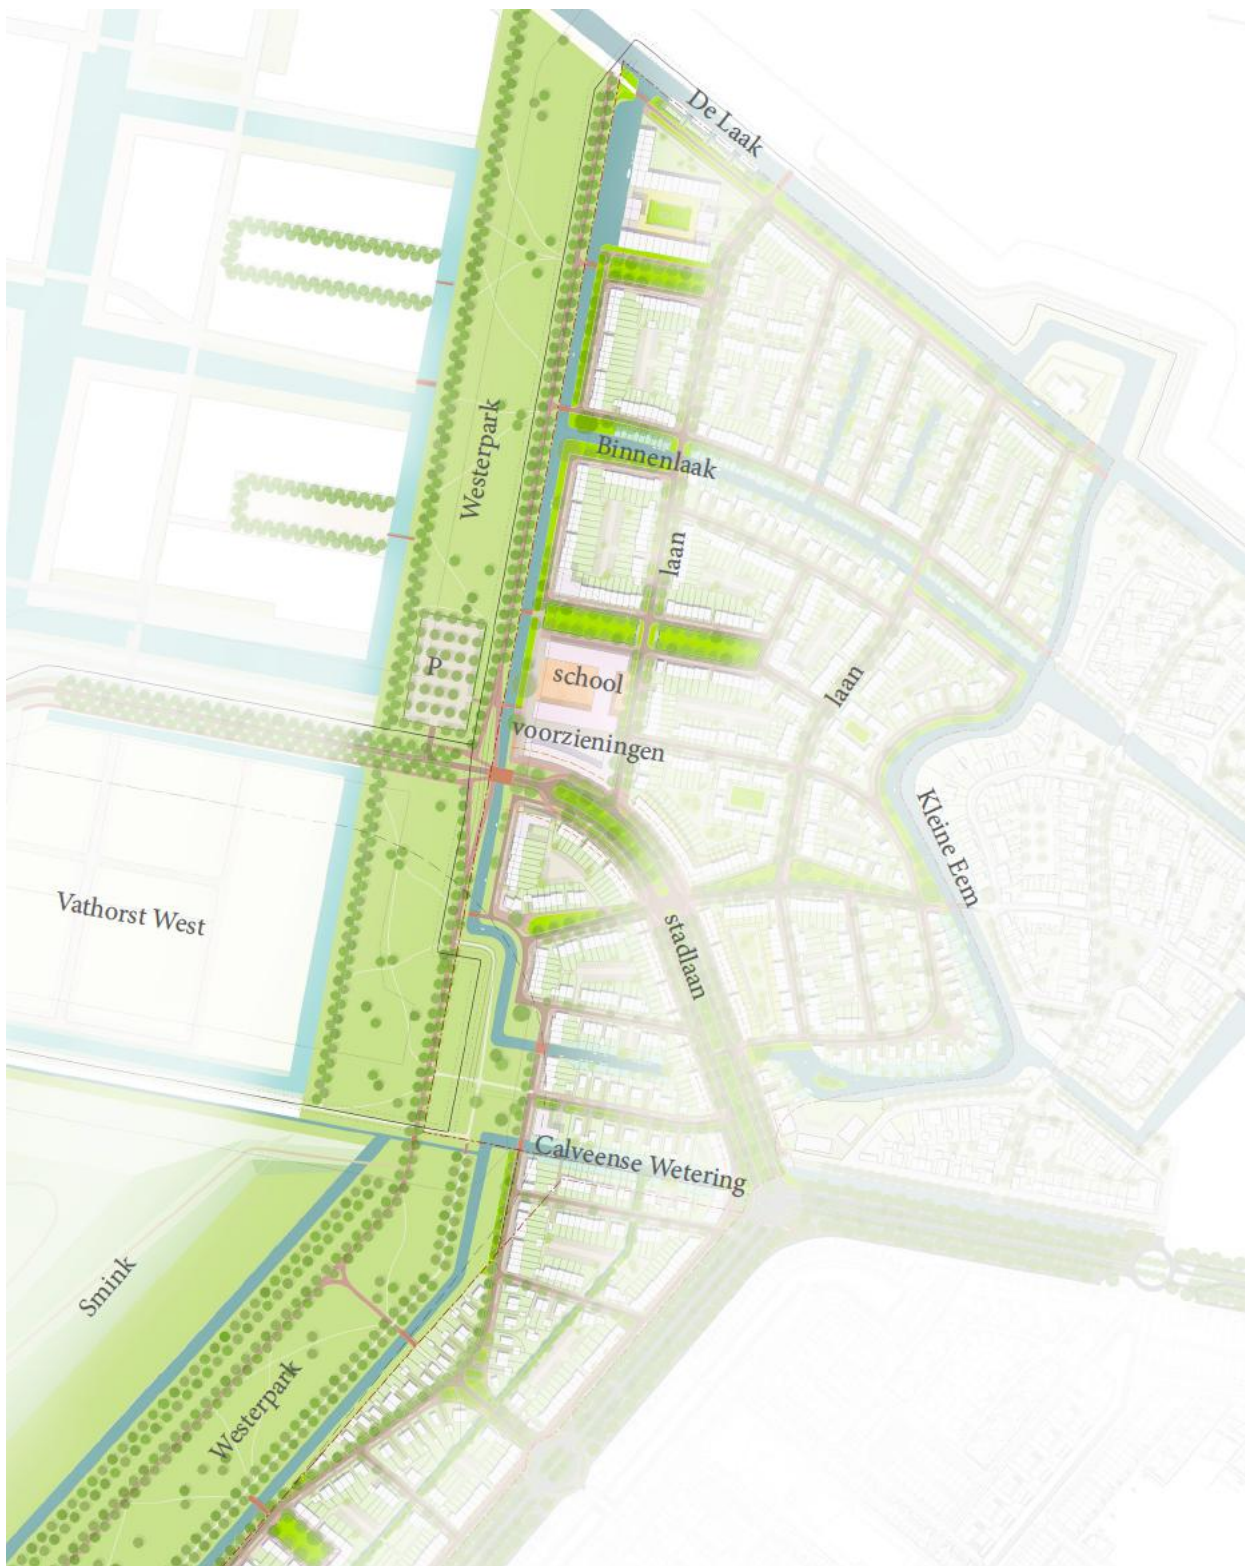 De Laak
Westerpark
Binnenlaak
laan
P
school
laan
voorzieningen
Kleine Eem
Vathorst West
stadlaan
Calveense Wetering
Smink
Westerpark